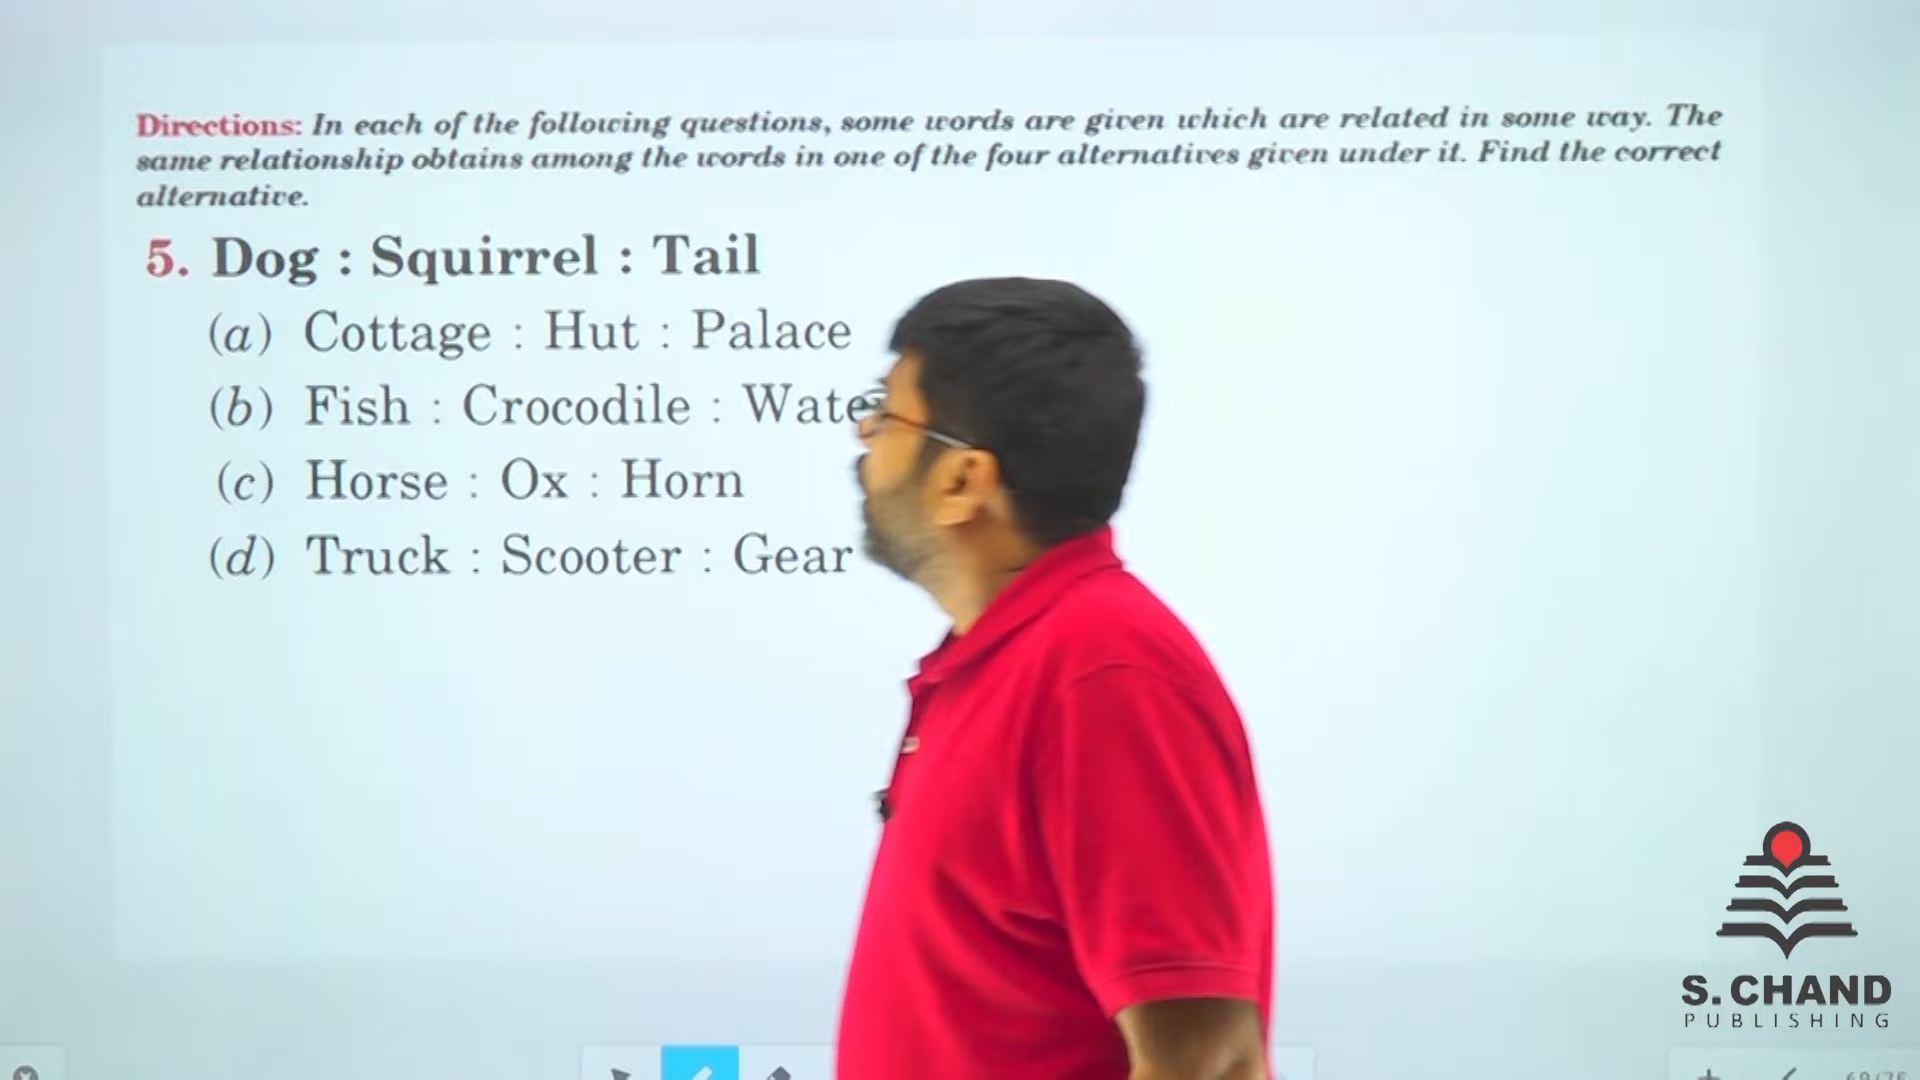 Directions: In each of the following questions, some words are given which are related in some way. The
same relationship obtains among the words in one of the four alternatives given under it. Find the correct
alternative.
5. Dog : Squirrel : Tail
(a) Cottage : Hut : Palace
(b) Fish : Crocodile :
(c) Horse : Ox : Horn
(d) Truck : Scooter : Gear
S. CHAND
PUBLISHING